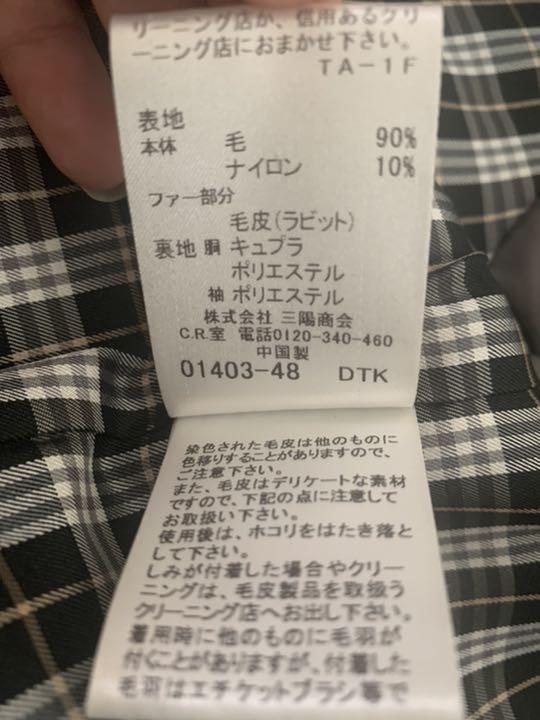 リーニング店か、信用あるクリ
ーニング店におまかせ下さい。
TA-1F
表地
本体 毛 90%
ナイロン 10%
ファー部分
毛皮(ラビット)
裏地 胴 キュプラ
ポリエステル
袖 ポリエステル
株式会社 三陽商会
C.R.室 電話0120-340-460
中国製
01403-48 DTK
染色された毛皮は他のものに
色移りすることがありますので、
ご注意下さい。
また、毛皮はデリケートな素材
ですので、下記の点に注意して
お取扱い下さい。
使用後は、ホコリをはたき落と
して下さい。
しみが付着した場合やクリー
ニングは、毛皮製品を取扱う
クリーニング店へお出し下さい。
着用時に他のものに毛羽が
付くことがありますが、付着した
毛羽はエチケットブラシ等で